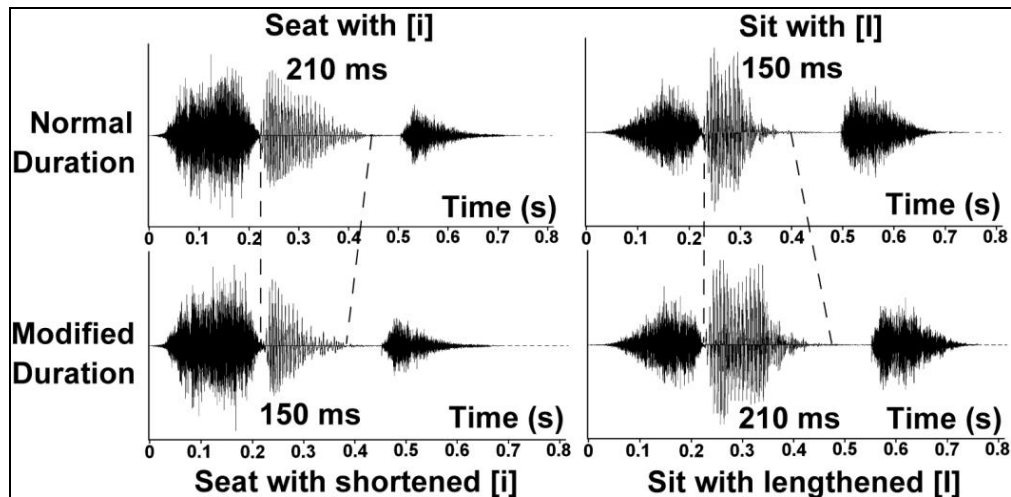 Seat with [i]
Sit with [I]
210 ms
150 ms
Normal
Duration
Time (s)
Time (s)
0 0.1 0.2 0.3 0.4 0.5 0.6 0.7 0.8
0 0.1 0.2 0.3 0.4 0.5 0.6 0.7 0.8
Modified
Duration
150 ms
Time (s)
210 ms
Time (s)
0 0.1 0.2 0.3 0.4 0.5 0.6 0.7 0.8
0 0.1 0.2 0.3 0.4 0.5 0.6 0.7 0.8
Seat with shortened [i]
Sit with lengthened [I]